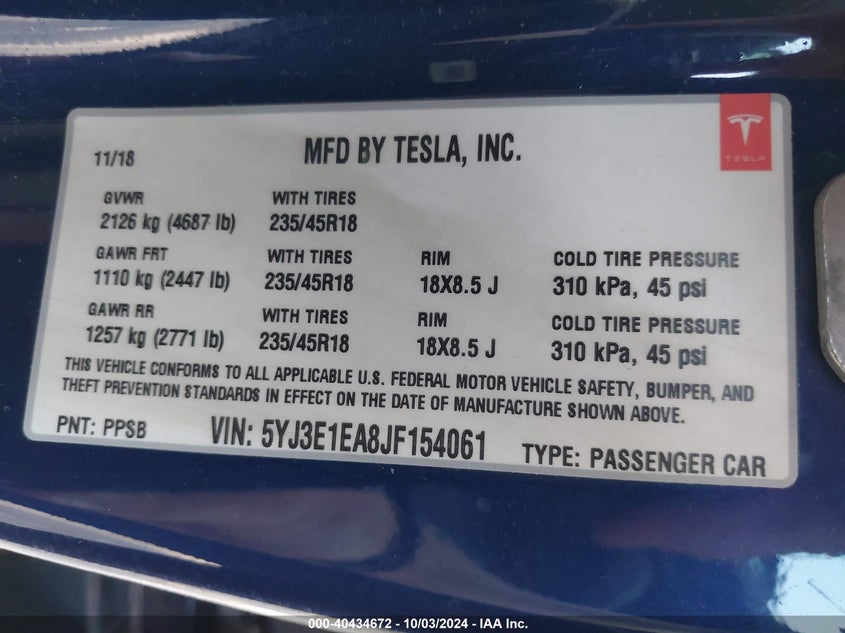 11/18 MFD BY TESLA, INC.
TESLA
GVWR WITH TIRES
2126 kg (4687 lb) 235/45R18
GAWR FRT WITH TIRES RIM COLD TIRE PRESSURE
1110 kg (2447 lb) 235/45R18 18X8.5 J 310 kPa, 45 psi
GAWR RR WITH TIRES RIM COLD TIRE PRESSURE
1257 kg (2771 lb) 235/45R18 18X8.5 J 310 kPa, 45 psi
THIS VEHICLE CONFORMS TO ALL APPLICABLE U.S. FEDERAL MOTOR VEHICLE SAFETY, BUMPER, AND
THEFT PREVENTION STANDARDS IN EFFECT ON THE DATE OF MANUFACTURE SHOWN ABOVE.
PNT: PPSB VIN: 5YJ3E1EA8JF154061 TYPE: PASSENGER CAR
000-40434672 - 10/03/2024 - IAA Inc.